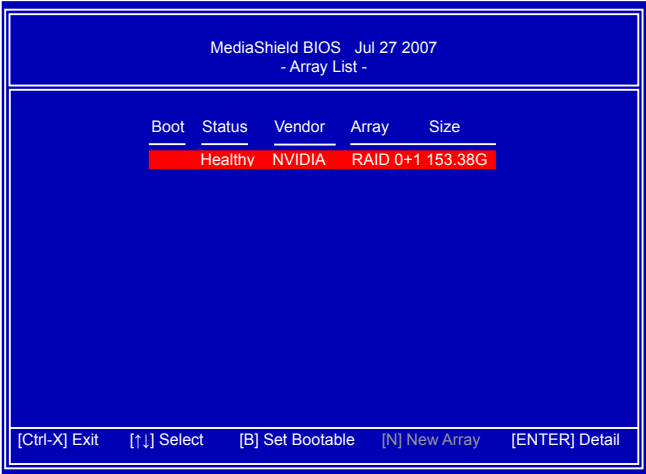 MediaShield BIOS Jul 27 2007
- Array List -
Boot Status Vendor Array Size
Healthy NVIDIA RAID 0+1 153.38G
[Ctrl-X] Exit [↑↓] Select [B] Set Bootable [N] New Array [ENTER] Detail